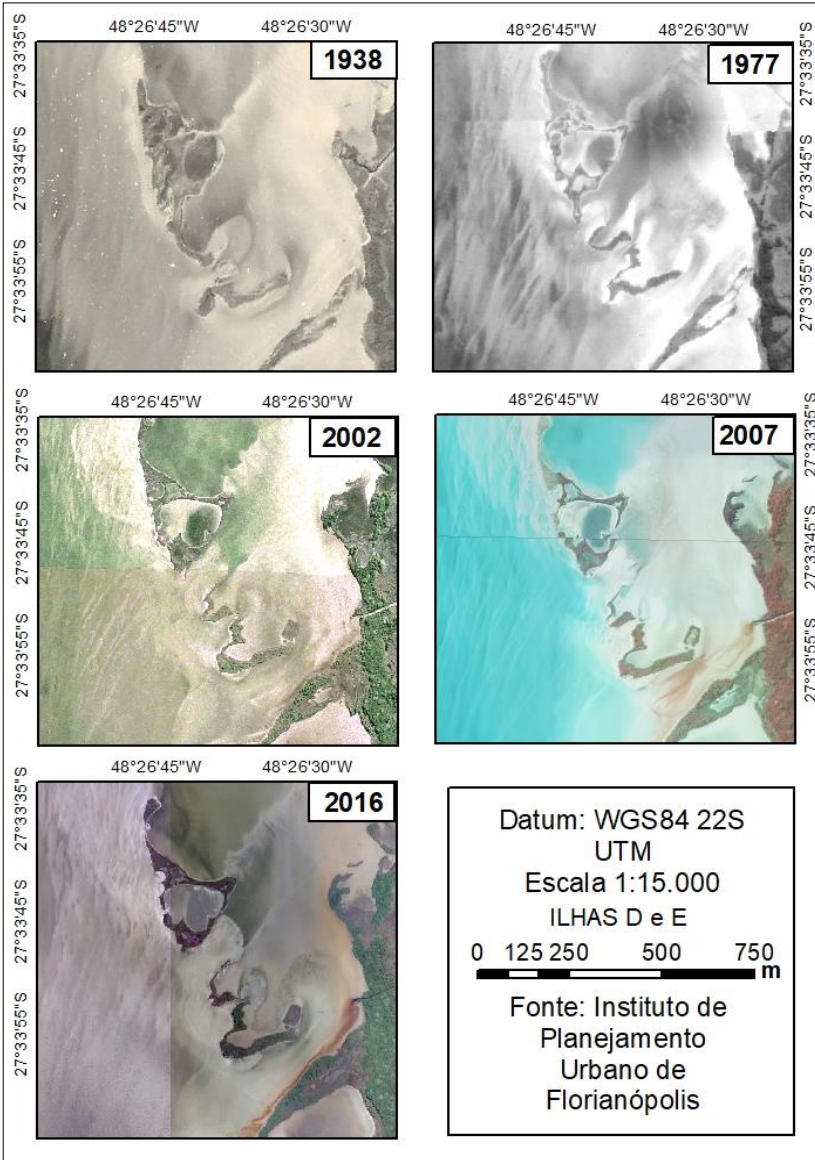 48°26'45"W 48°26'30"W 48°26'45"W 48°26'30"W
27°33'35"S 27°33'45"S 27°33'55"S
1938
1977
27°33'35"S 27°33'45"S 27°33'55"S
48°26'45"W 48°26'30"W 48°26'45"W 48°26'30"W
27°33'35"S 27°33'45"S 27°33'55"S
2002
2007
27°33'35"S 27°33'45"S 27°33'55"S
48°26'45"W 48°26'30"W
27°33'35"S 27°33'45"S 27°33'55"S
2016
Datum: WGS84 22S
UTM
Escala 1:15.000
ILHAS D e E
0 125 250 500 750
m
Fonte: Instituto de
Planejamento
Urbano de
Florianópolis